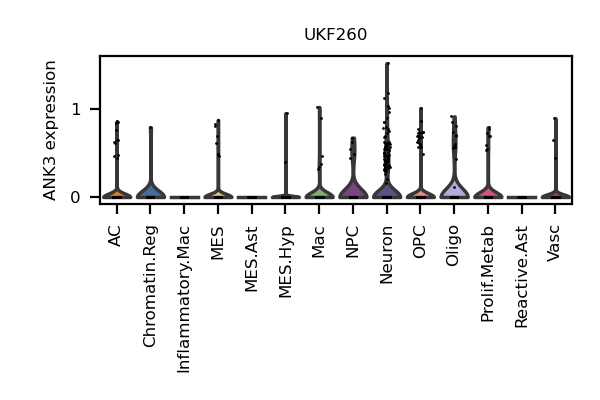 UKF260
ANK3 expression
1
0
AC
Chromatin.Reg
Inflammatory.Mac
MES
MES.Ast
MES.Hyp
Mac
NPC
Neuron
OPC
Oligo
Prolif.Metab
Reactive.Ast
Vasc